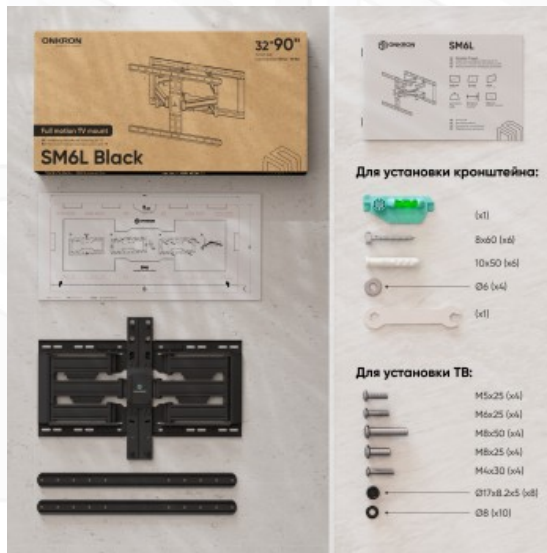 ONKRON
32"90"
Full motion TV mount
SM6L Black
ONKRON
SM6L
Для установки кронштейна:
(x1)
8x60 (x6)
10x50 (x6)
Ø6 (x4)
(x1)
Для установки ТВ:
M5x25 (x4)
M6x25 (x4)
M8x50 (x4)
M8x25 (x4)
M4x30 (x4)
Ø17x8.2x5 (x8)
Ø8 (x10)